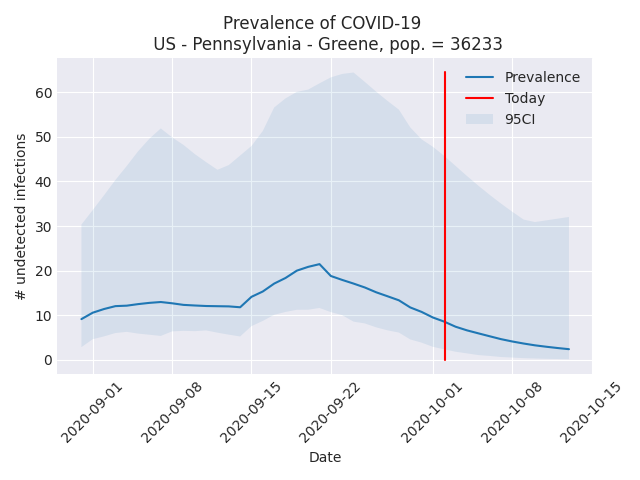 Prevalence of COVID-19
US - Pennsylvania - Greene, pop. = 36233
Prevalence
Today
95CI
# undetected infections
60
50
40
30
20
10
0
2020-09-01
2020-09-08
2020-09-15
2020-09-22
2020-10-01
2020-10-08
2020-10-15
Date